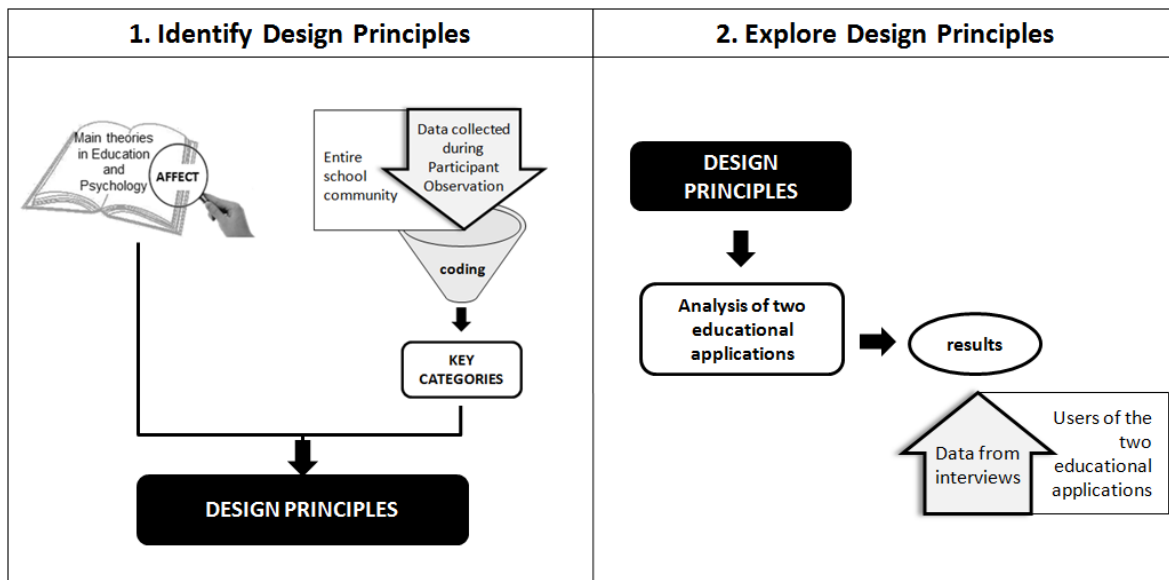 1. Identify Design Principles
Main theories
in Education
and
Psychology
AFFECT
Entire
school
community
Data collected
during
Participant
Observation
coding
KEY
CATEGORIES
DESIGN PRINCIPLES
2. Explore Design Principles
DESIGN
PRINCIPLES
Analysis of two
educational
applications
results
Data from
interviews
Users of the
two
educational
applications